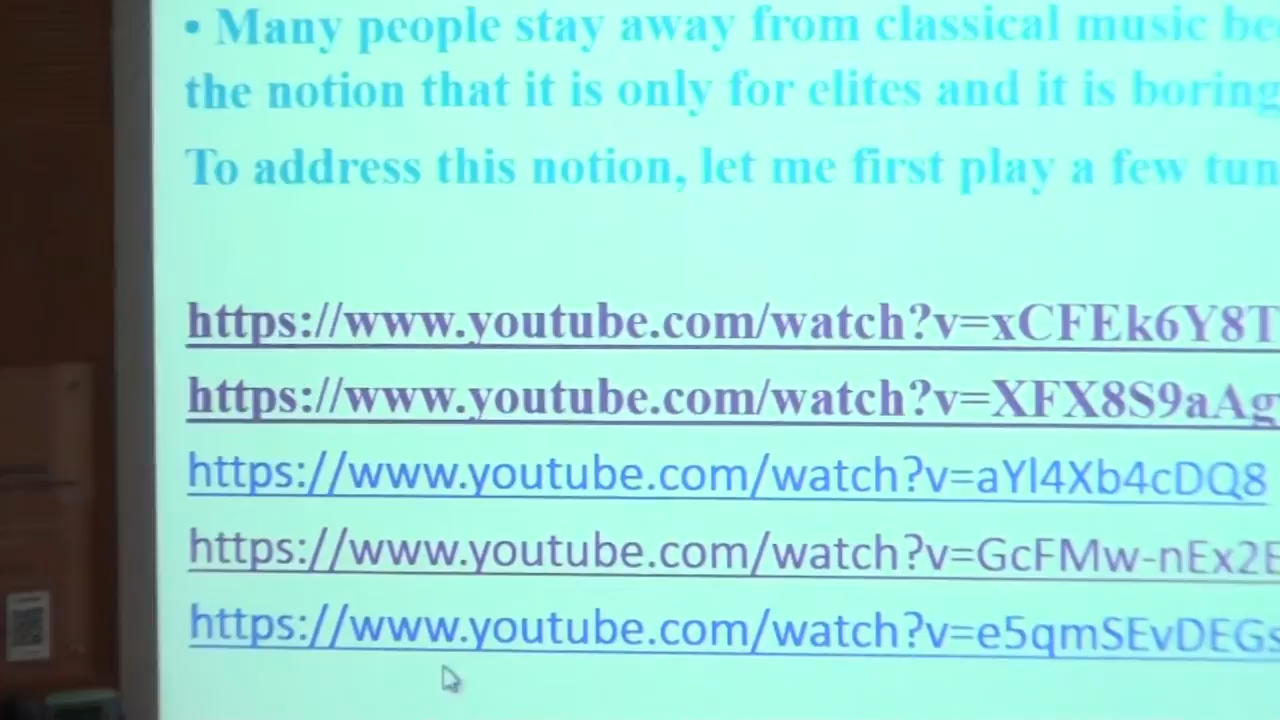 • Many people stay away from classical music be
the notion that it is only for elites and it is boring
To address this notion, let me first play a few tun
https://www.youtube.com/watch?v=xCFEk6Y8T
https://www.youtube.com/watch?v=XFX8S9aAg
https://www.youtube.com/watch?v=aYl4Xb4cDQ8
https://www.youtube.com/watch?v=GcFMw-nEx2E
https://www.youtube.com/watch?v=e5qmSEvDEGs